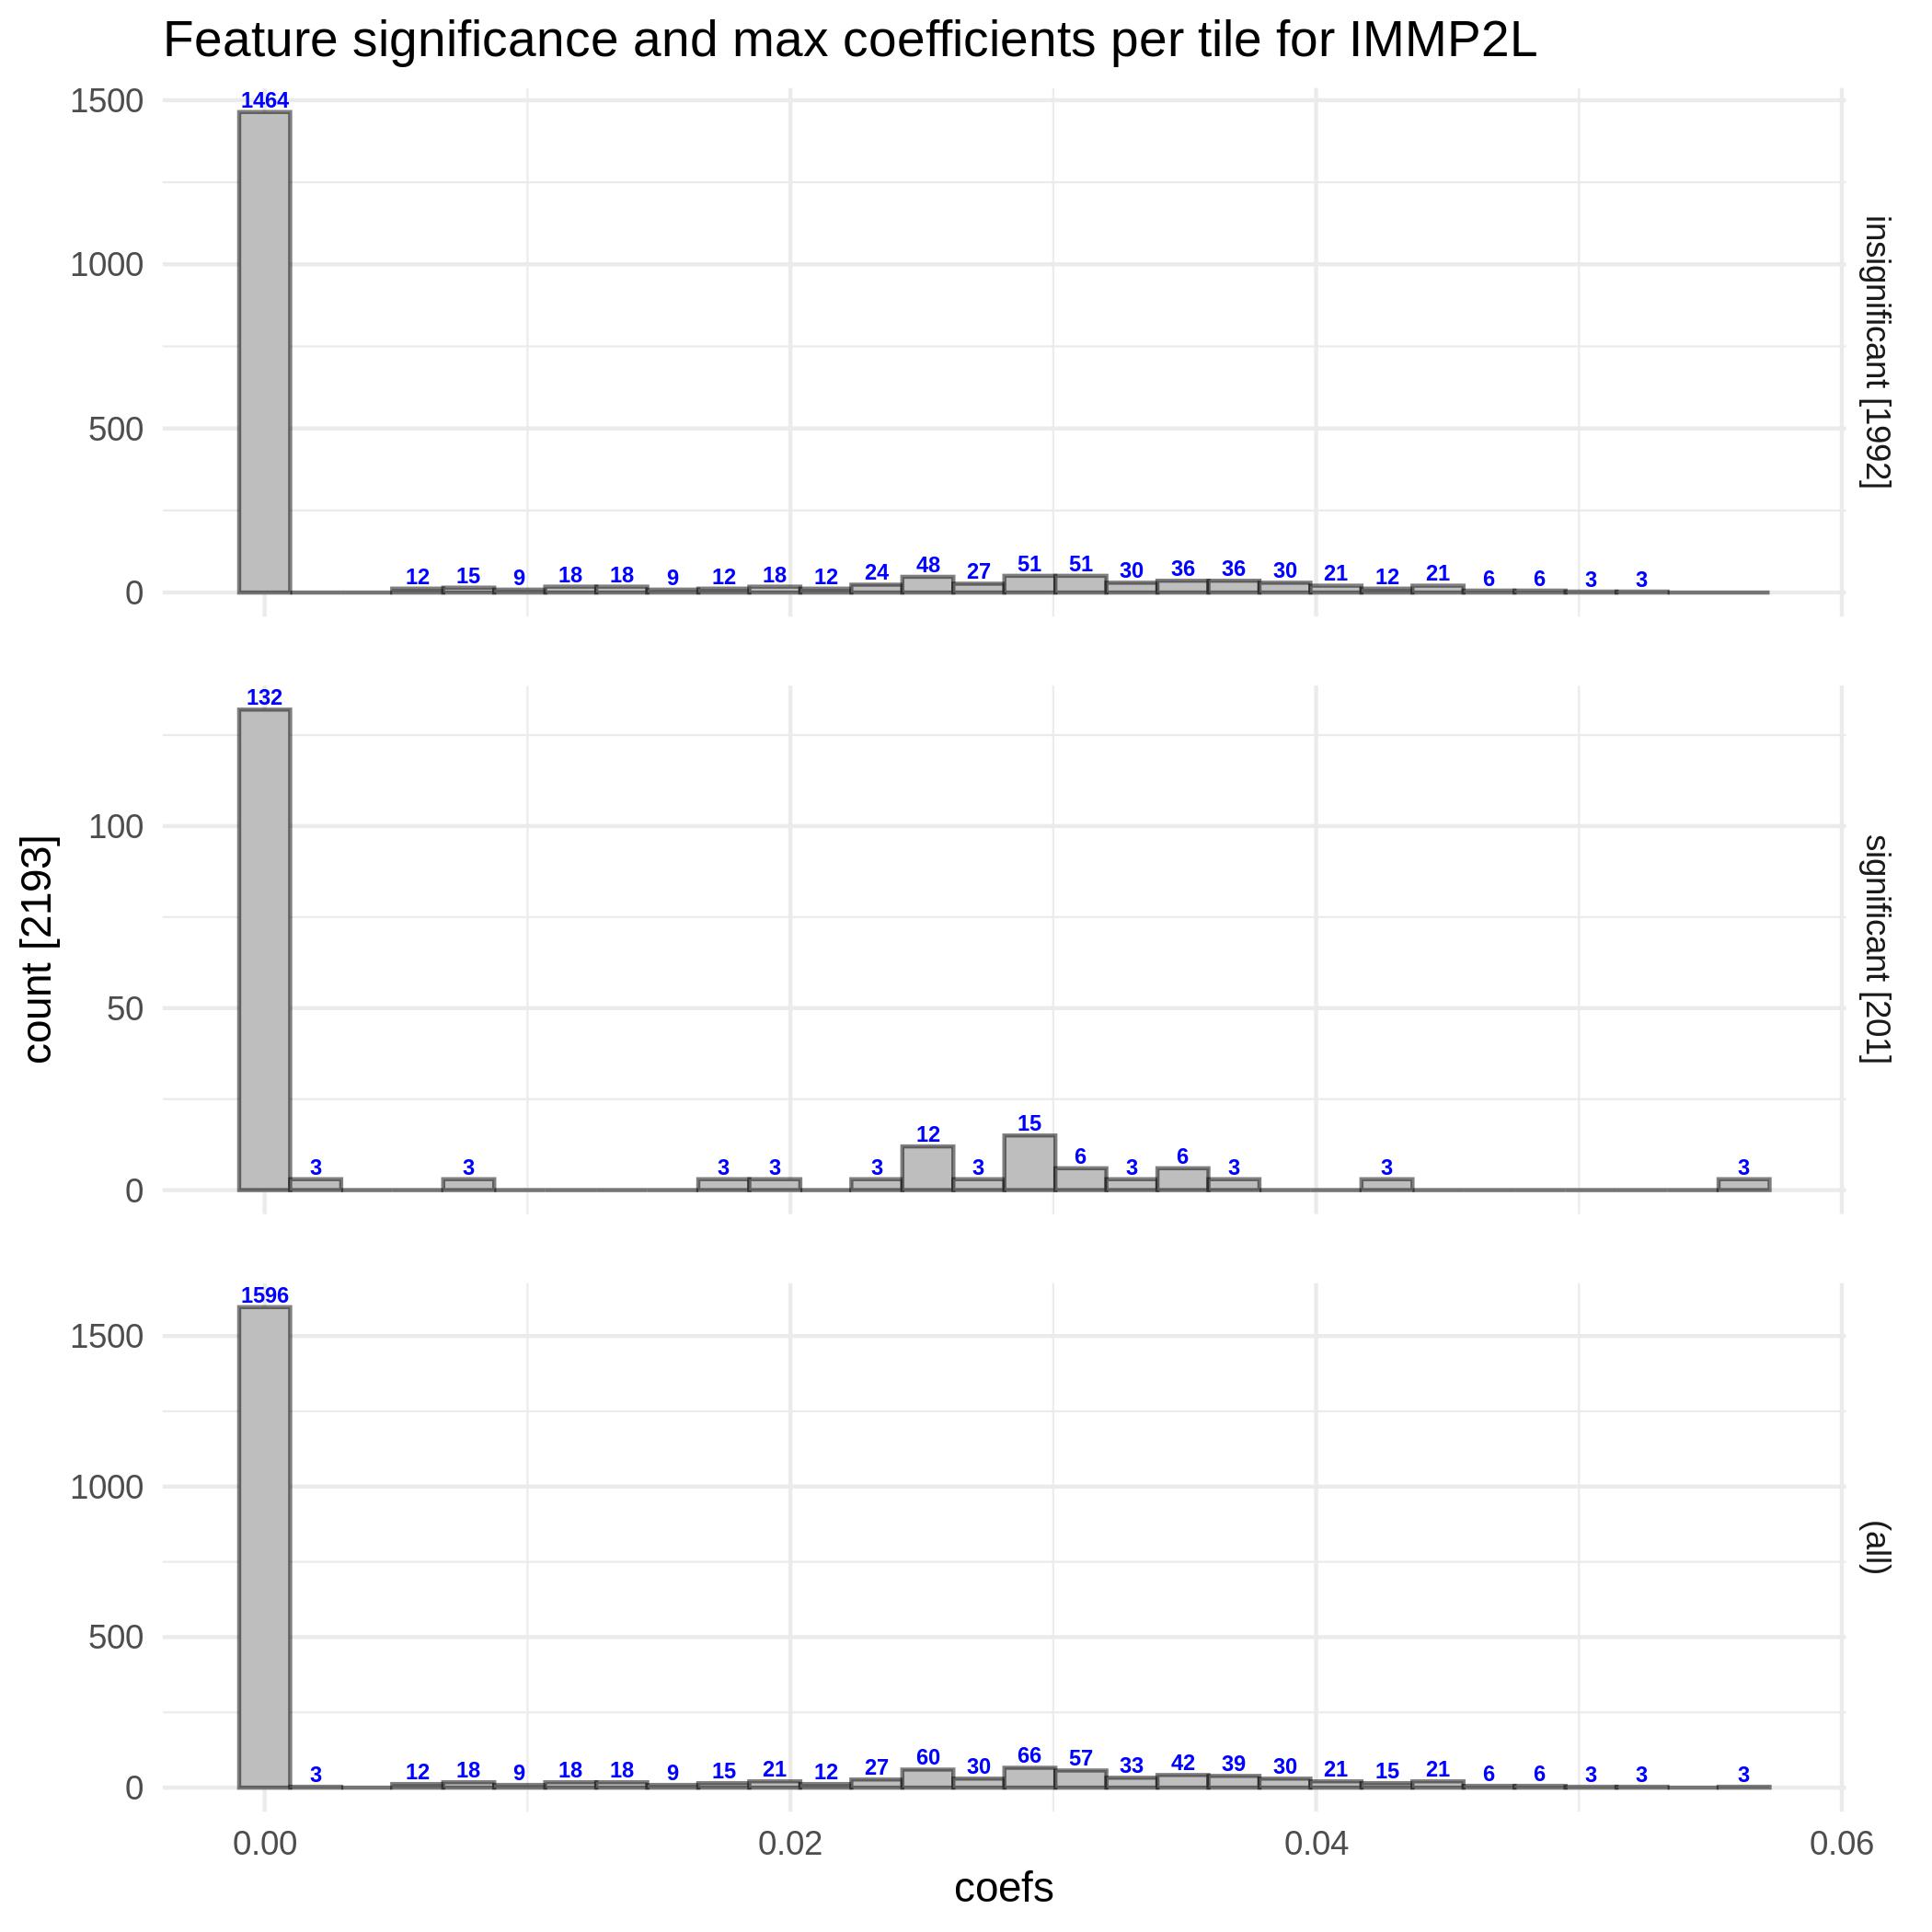 Feature significance and max coefficients per tile for IMMP2L
1500
1000
500
0
1464
12 15 9 18 18 9 12 18 12 24 48 27 51 51 30 36 36 30 21 12 21 6 6 3 3
insignificant [1992]
count [2193]
100
50
0
132
3 3 3 3 3 12 3 15 6 3 6 3 3 3
significant [201]
1500
1000
500
0
1596
3 12 18 9 18 18 9 15 21 12 27 60 30 66 57 33 42 39 30 21 15 21 6 6 3 3 3
(all)
0.00 0.02 0.04 0.06
coefs